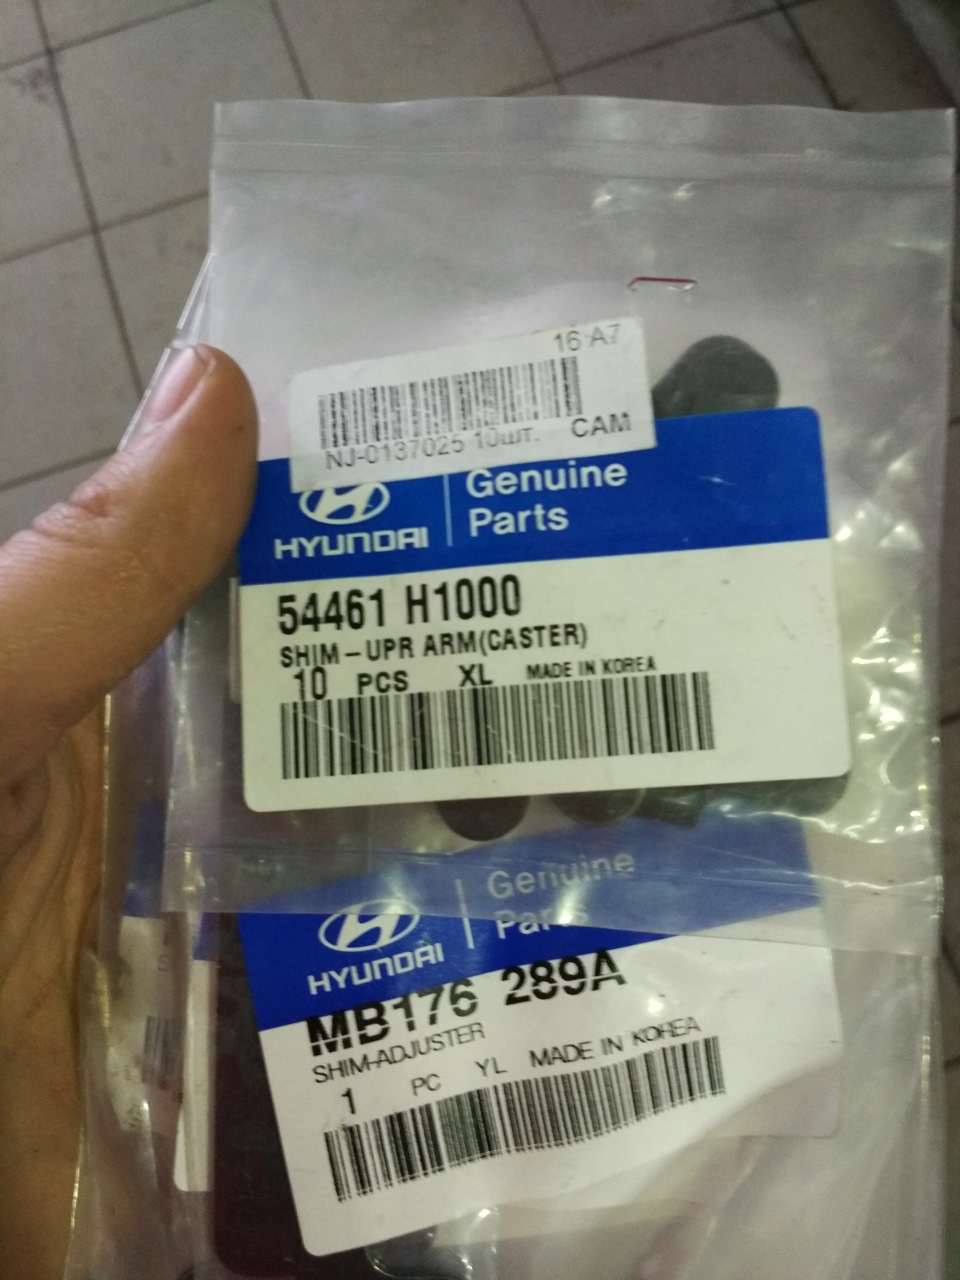 16 A7
NJ-0137025 10шт. САМ
HYUNDAI
Genuine
Parts
54461 H1000
SHIM-UPR ARM(CASTER)
10 PCS XL MADE IN KOREA
HYUNDAI
Genuine
Parts
MB176 289A
SHIM-ADJUSTER
1 PC YL MADE IN KOREA